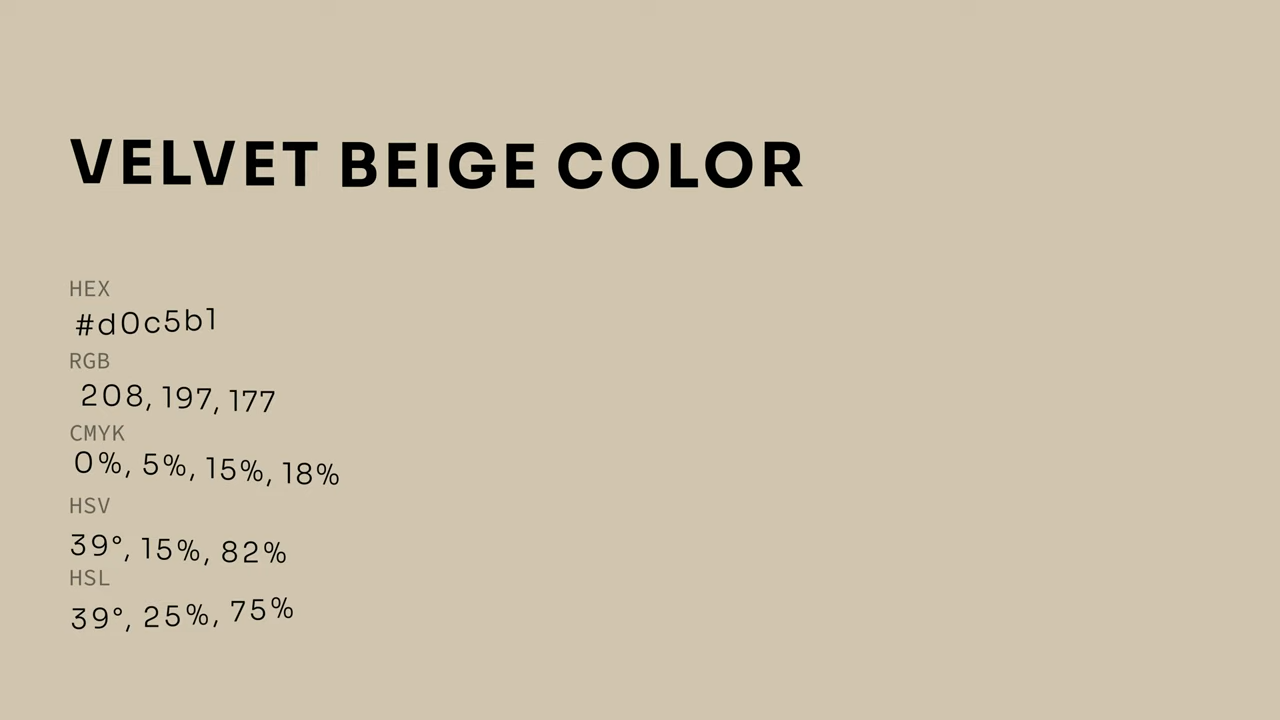 VELVET BEIGE COLOR
HEX
#d0c5b1
RGB
208, 197, 177
CMYK
0%, 5%, 15%, 18%
HSV
39°, 15%, 82%
HSL
39°, 25%, 75%